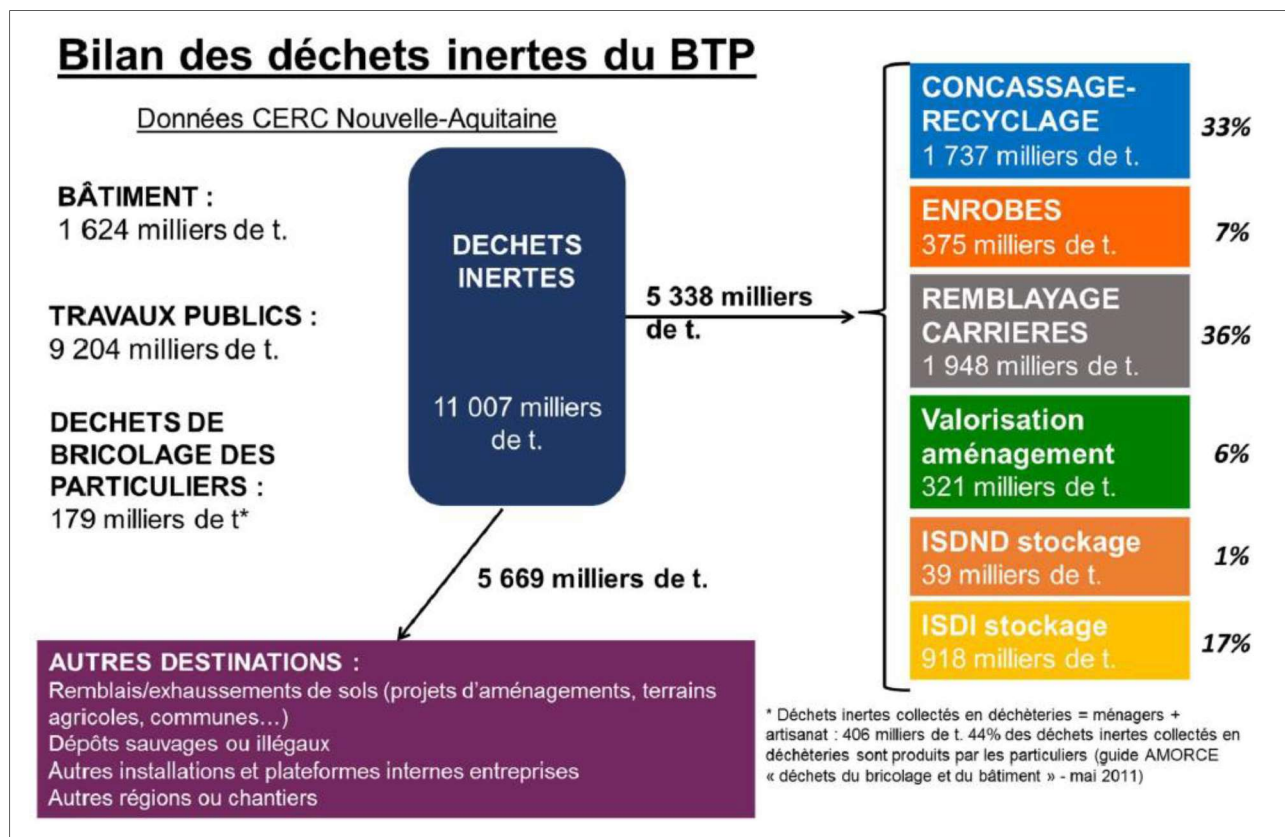 Bilan des déchets inertes du BTP
Données CERC Nouvelle-Aquitaine
BÂTIMENT :
1 624 milliers de t.
TRAVAUX PUBLICS :
9 204 milliers de t.
DECHETS DE
BRICOLAGE DES
PARTICULIERS :
179 milliers de t*
DECHETS
INERTES
11 007 milliers
de t.
5 338 milliers
de t.
5 669 milliers de t.
CONCASSAGE-
RECYCLAGE
1 737 milliers de t.
33%
ENROBES
375 milliers de t.
7%
REMBLAYAGE
CARRIERES
1 948 milliers de t.
36%
Valorisation
aménagement
321 milliers de t.
6%
ISDND stockage
39 milliers de t.
1%
ISDI stockage
918 milliers de t.
17%
AUTRES DESTINATIONS :
Remblais/exhaussements de sols (projets d'aménagements, terrains
agricoles, communes…)
Dépôts sauvages ou illégaux
Autres installations et plateformes internes entreprises
Autres régions ou chantiers
* Déchets inertes collectés en déchèteries = ménagers +
artisanat : 406 milliers de t. 44% des déchets inertes collectés en
déchèteries sont produits par les particuliers (guide AMORCE
« déchets du bricolage et du bâtiment » - mai 2011)